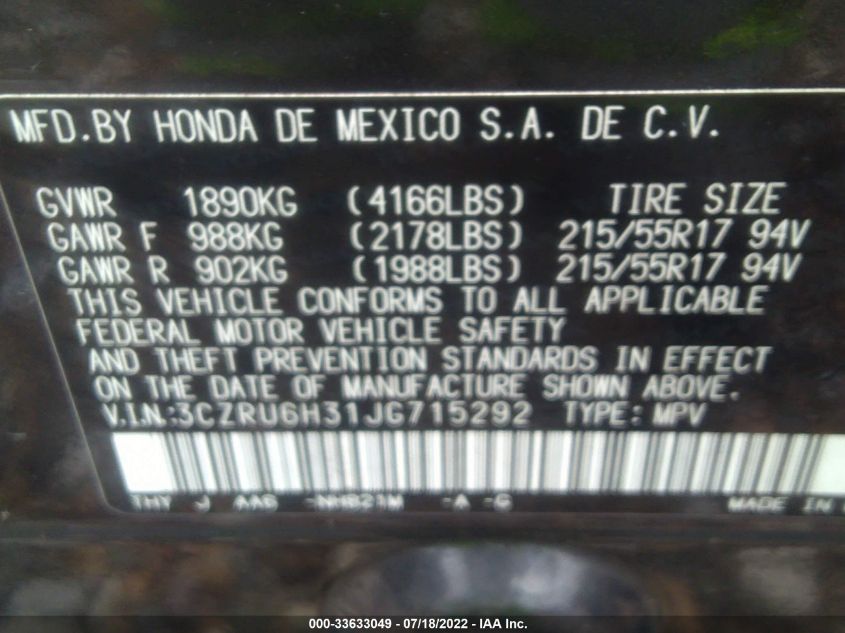 MFD.BY HONDA DE MEXICO S.A. DE C.V.
GVWR 1890KG (4166LBS) TIRE SIZE
GAWR F 988KG (2178LBS) 215/55R17 94V
GAWR R 902KG (1988LBS) 215/55R17 94V
THIS VEHICLE CONFORMS TO ALL APPLICABLE
FEDERAL MOTOR VEHICLE SAFETY
AND THEFT PREVENTION STANDARDS IN EFFECT
ON THE DATE OF MANUFACTURE SHOWN ABOVE.
V.I.N.:3CZRU6H31JG715292 TYPE: MPV
THY J AA6 -NH821M -A -G MADE IN
000-33633049 - 07/18/2022 - IAA Inc.